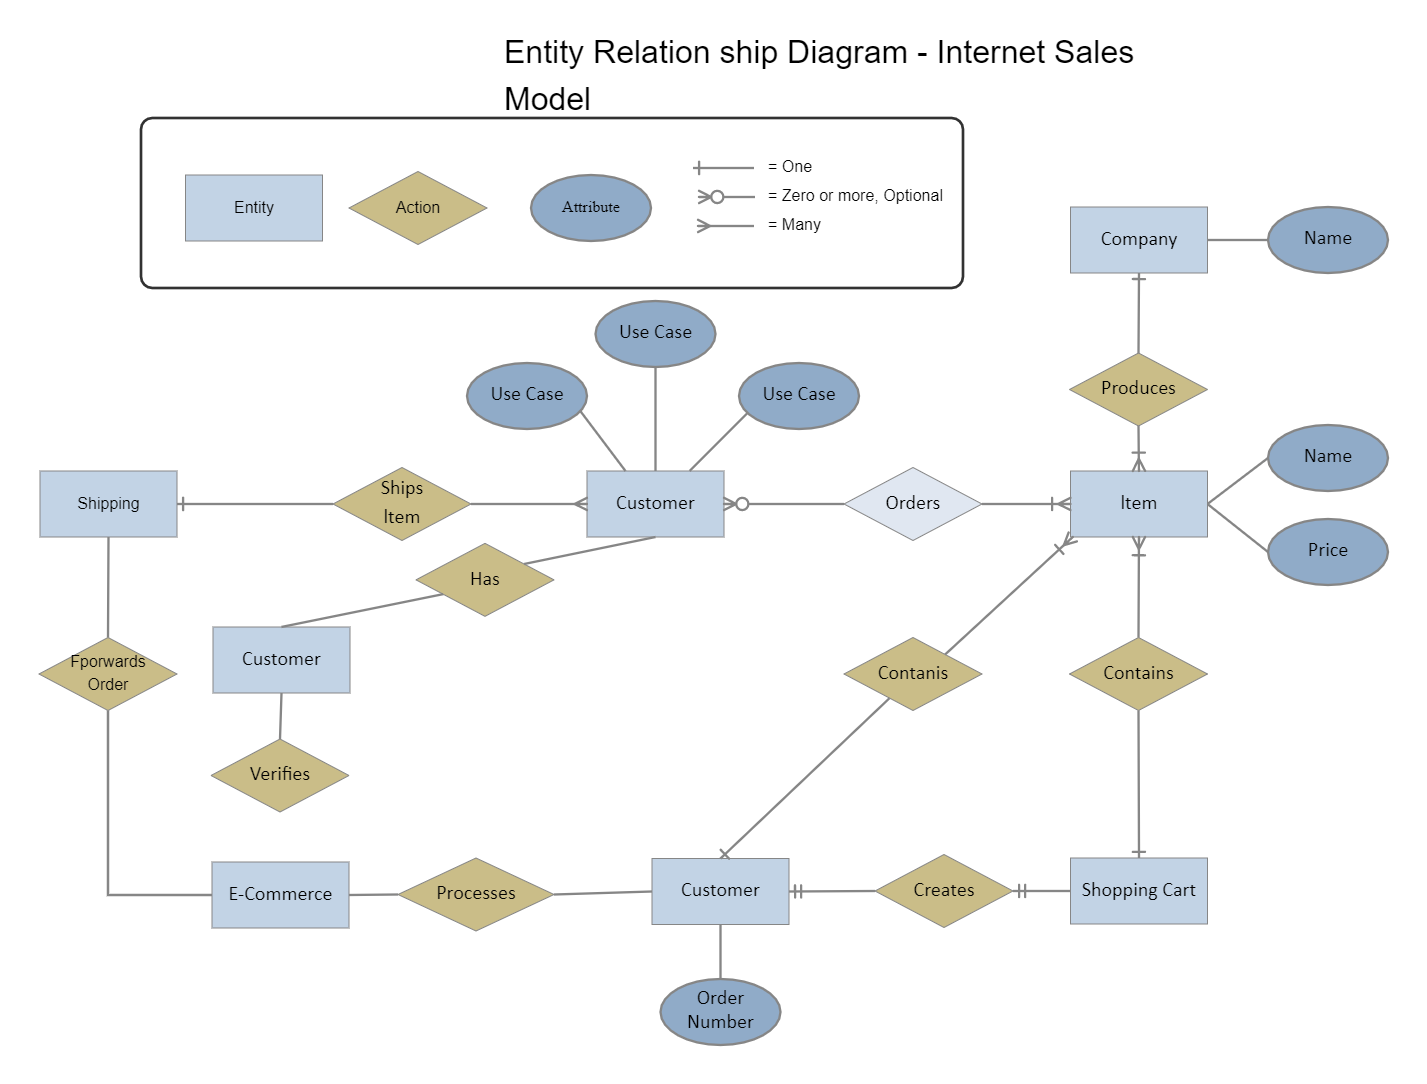 Entity Relation ship Diagram - Internet Sales
Model
Entity
Action
Attribute
= One
= Zero or more, Optional
= Many
Company
Name
Use Case
Use Case
Use Case
Produces
Name
Shipping
Ships
Item
Customer
Orders
Item
Price
Has
Customer
Fporwards
Order
Contanis
Contains
Verifies
E-Commerce
Processes
Customer
Creates
Shopping Cart
Order
Number